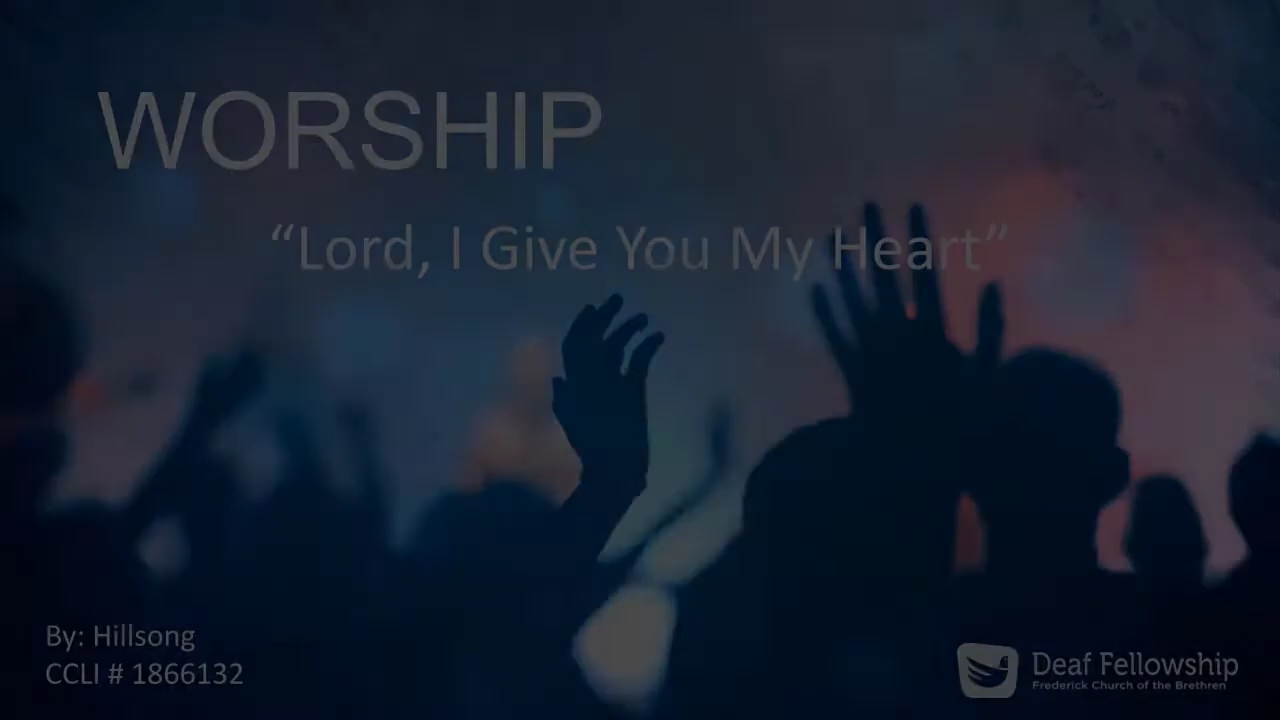 WORSHIP
“Lord, I Give You My Heart”
By: Hillsong
CCLI # 1866132
Deaf Fellowship
Frederick Church of the Brethren